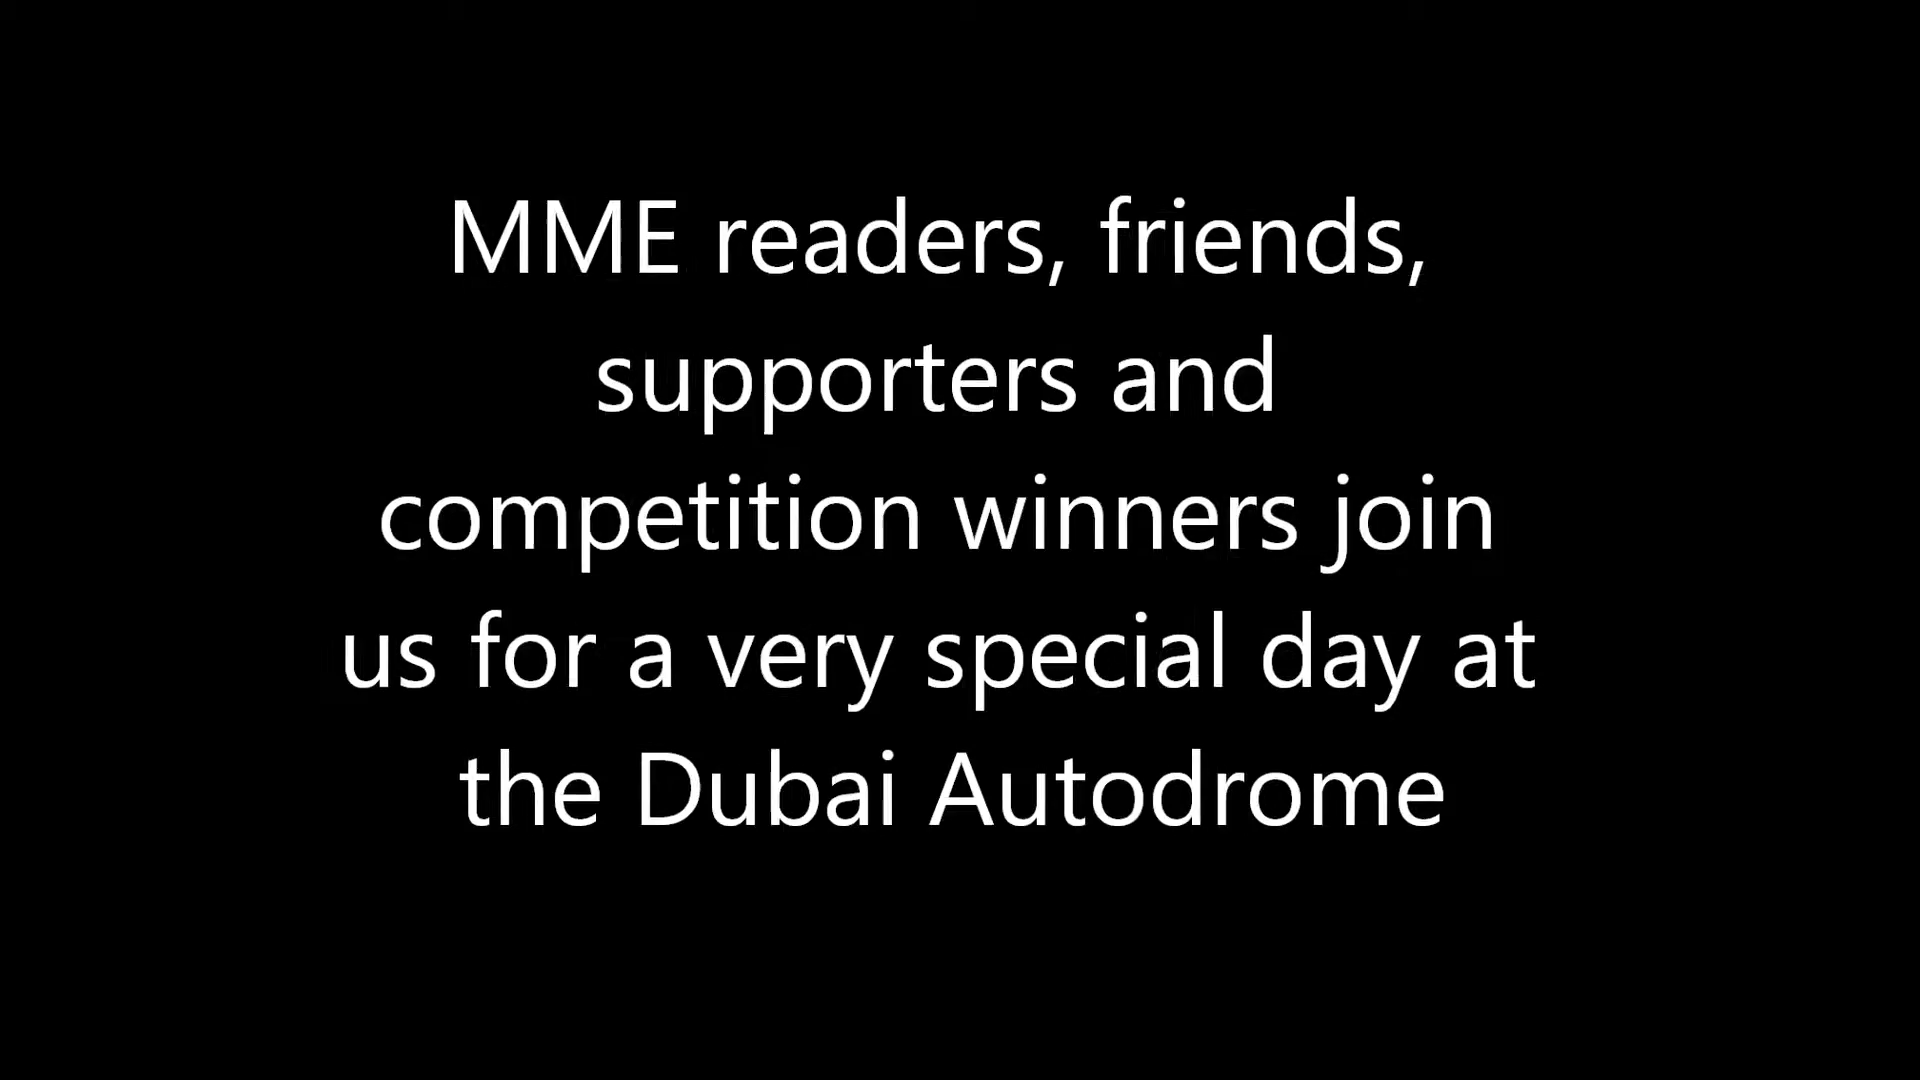 MME readers, friends,
supporters and
competition winners join
us for a very special day at
the Dubai Autodrome